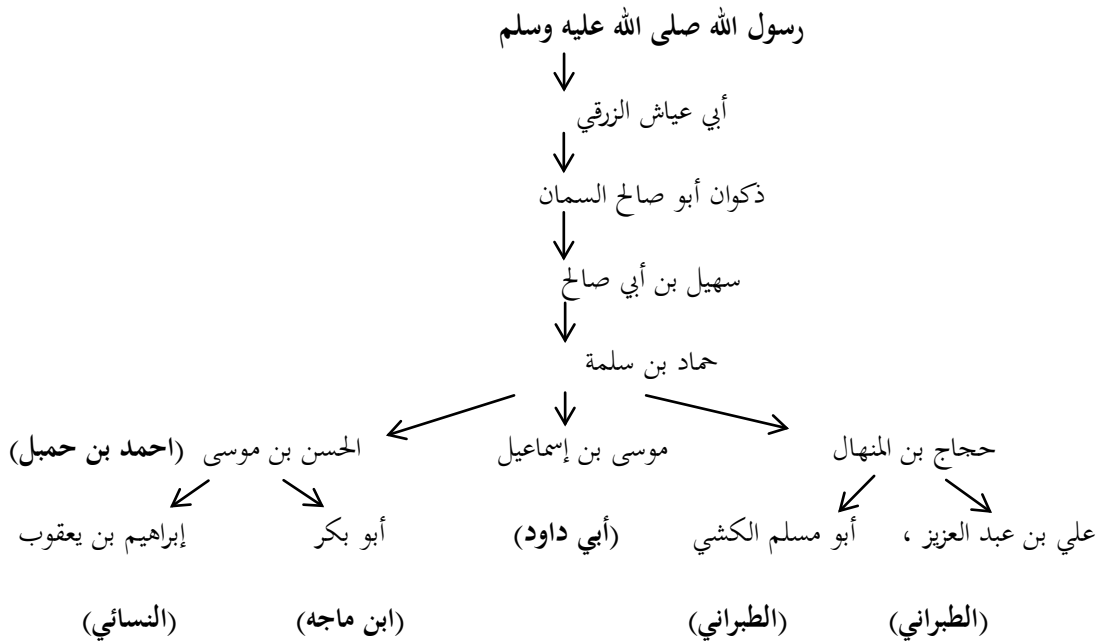 رسول الله صلى الله عليه وسلم
أبي عياش الزرقي
ذكوان أبو صالح السمان
سهيل بن أبي صالح
حماد بن سلمة
حجاج بن المنهال موسى بن إسماعيل الحسن بن موسى (احمد بن حمبل)
علي بن عبد العزيز ، أبو مسلم الكشي (أبي داود) أبو بكر إبراهيم بن يعقوب
(الطبراني) (الطبراني) (ابن ماجه) (النسائي)